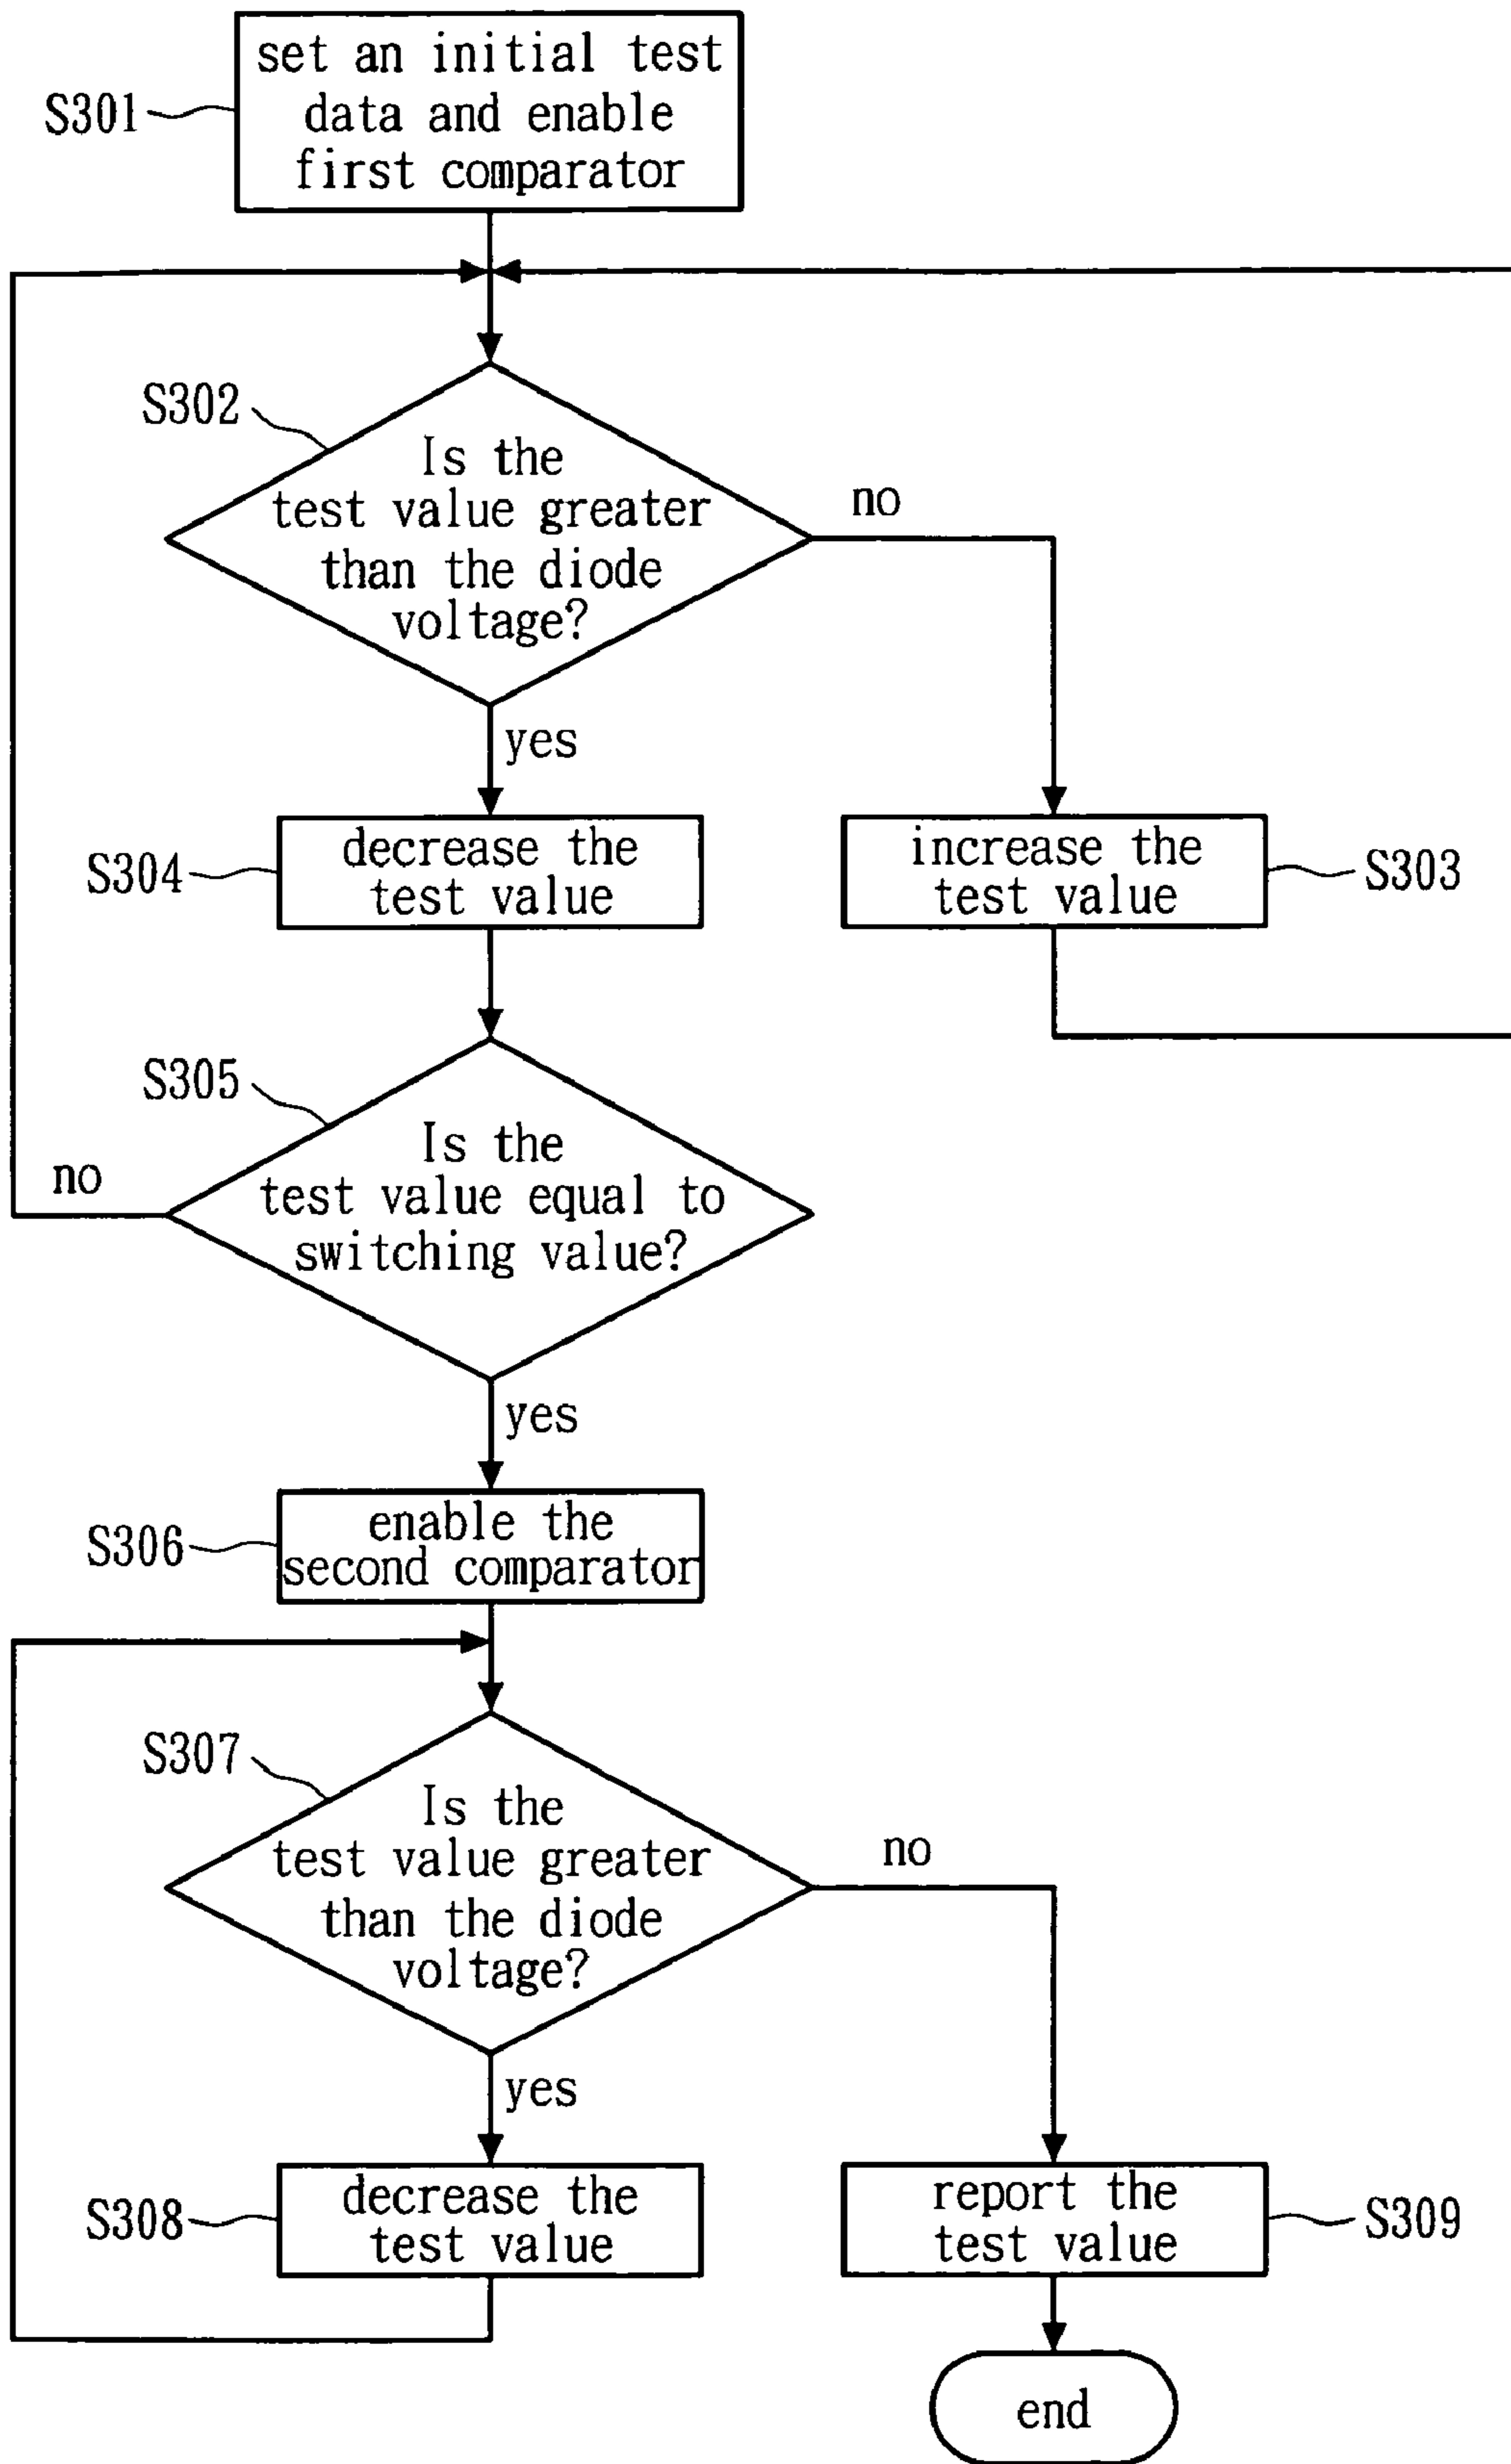 set an initial test
data and enable
first comparator
S301
S302
Is the
test value greater
than the diode
voltage?
no
yes
S304
decrease the
test value
increase the
test value
S303
S305
Is the
test value equal to
switching value?
no
yes
S306
enable the
second comparator
S307
Is the
test value greater
than the diode
voltage?
no
yes
S308
decrease the
test value
report the
test value
S309
end